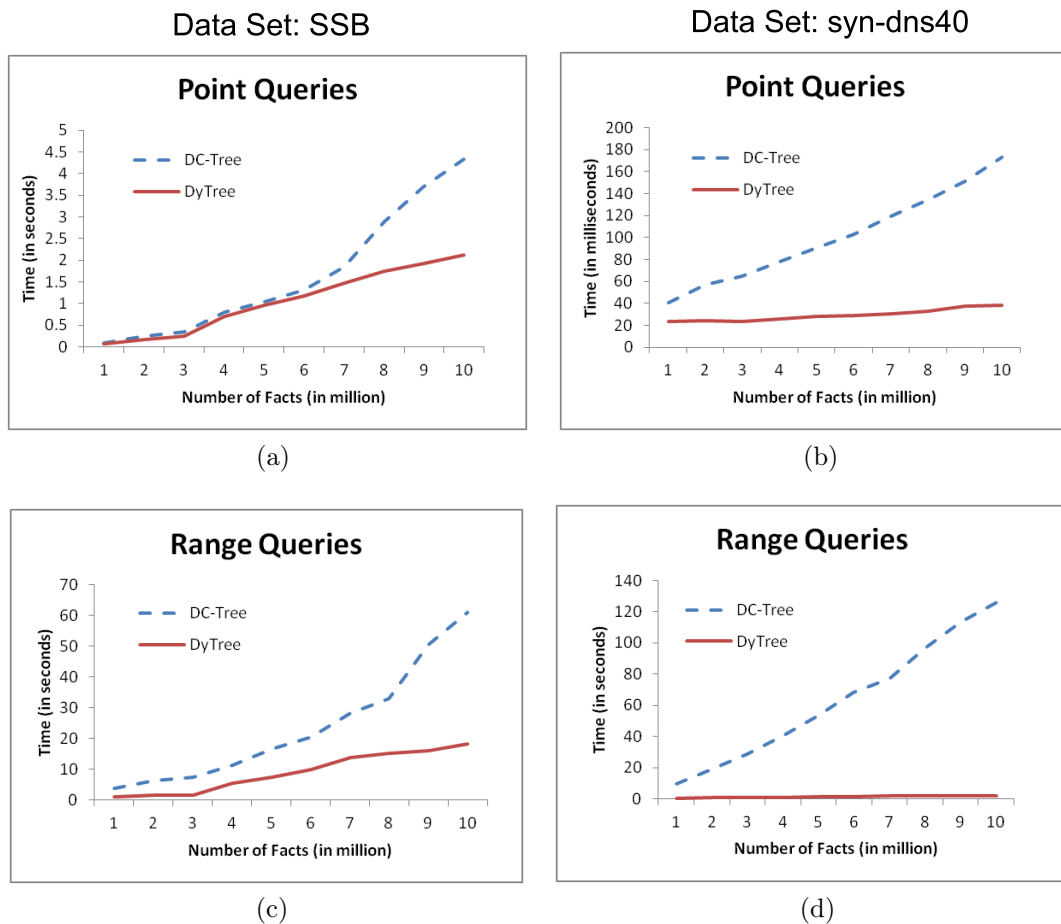 Data Set: SSB
Data Set: syn-dns40
Point Queries
5
4.5
4
3.5
3
2.5
2
1.5
1
0.5
0
Time (in seconds)
DC-Tree
DyTree
1 2 3 4 5 6 7 8 9 10
Number of Facts (in million)
(a)
Point Queries
200
180
160
140
120
100
80
60
40
20
0
Time (in milliseconds)
DC-Tree
DyTree
1 2 3 4 5 6 7 8 9 10
Number of Facts (in million)
(b)
Range Queries
70
60
50
40
30
20
10
0
Time (in seconds)
DC-Tree
DyTree
1 2 3 4 5 6 7 8 9 10
Number of Facts (in million)
(c)
Range Queries
140
120
100
80
60
40
20
0
Time (in seconds)
DC-Tree
DyTree
1 2 3 4 5 6 7 8 9 10
Number of Facts (in million)
(d)